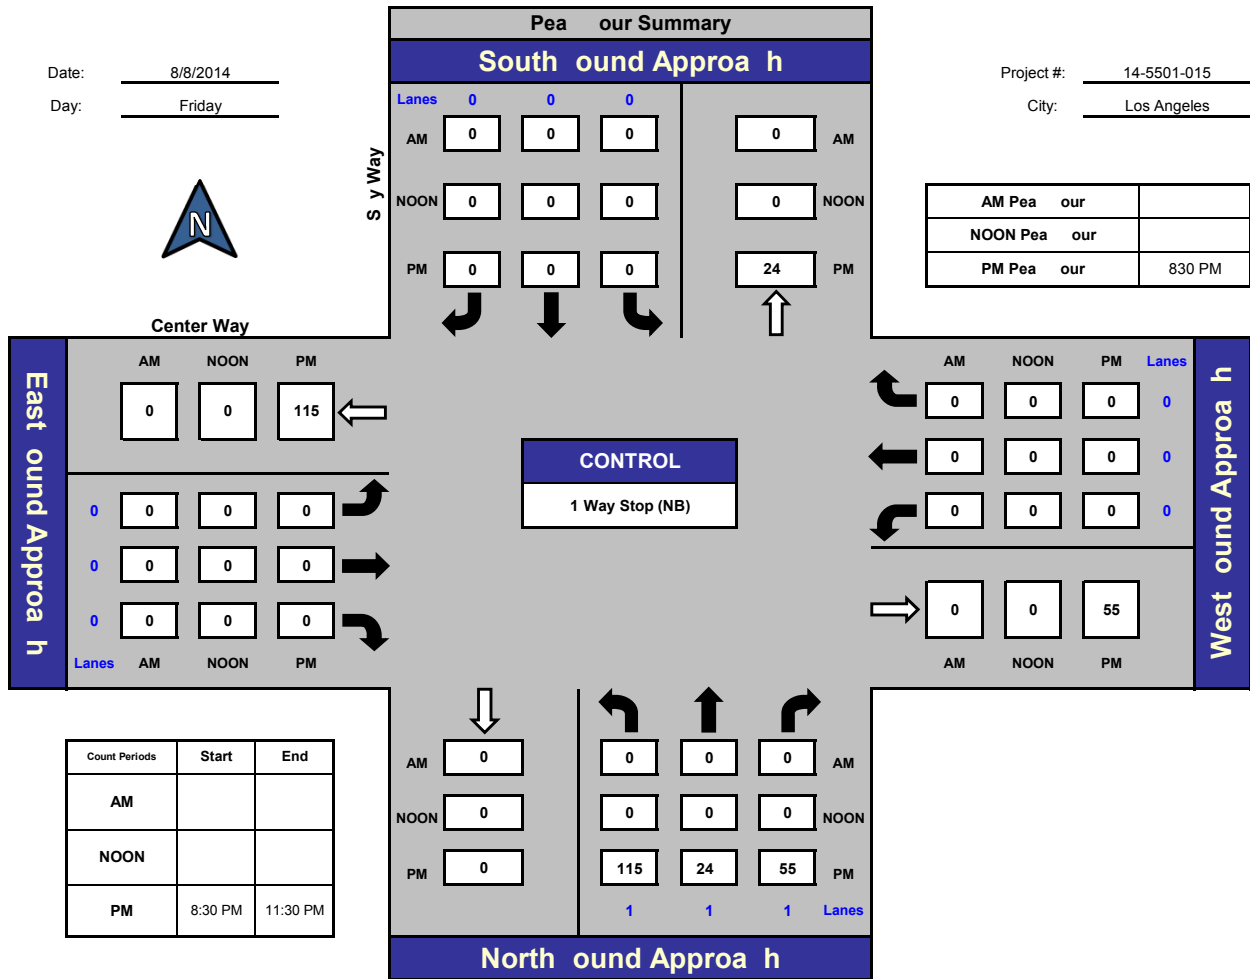 Pea our Summary
South ound Approa h
Date: 8/8/2014
Day: Friday
Project #: 14-5501-015
City: Los Angeles
N
S y Way
Lanes 0 0 0
AM 0 0 0 0 AM
NOON 0 0 0 0 NOON
PM 0 0 0 24 PM
AM Pea our
NOON Pea our
PM Pea our 830 PM
Center Way
East ound Approa h
AM NOON PM
0 0 115
0 0 0 0
0 0 0 0
0 0 0 0
Lanes AM NOON PM
CONTROL
1 Way Stop (NB)
AM NOON PM Lanes
0 0 0 0
0 0 0 0
0 0 0 0
0 0 55
AM NOON PM
West ound Approa h
Count Periods Start End
AM
NOON
PM 8:30 PM 11:30 PM
AM 0 0 0 0 AM
NOON 0 0 0 0 NOON
PM 0 115 24 55 PM
1 1 1 Lanes
North ound Approa h